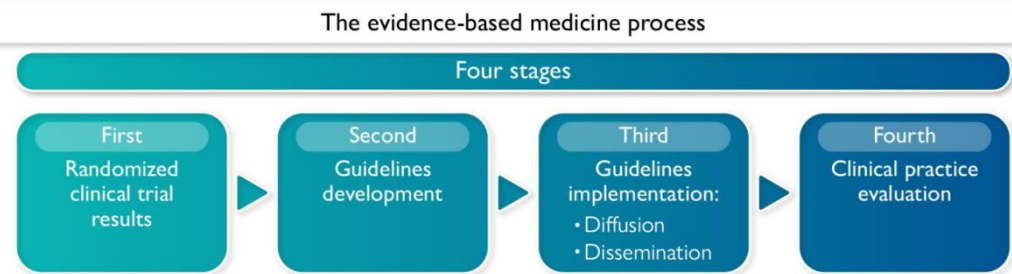 The evidence-based medicine process
Four stages
First
Randomized
clinical trial
results
Second
Guidelines
development
Third
Guidelines
implementation:
• Diffusion
• Dissemination
Fourth
Clinical practice
evaluation